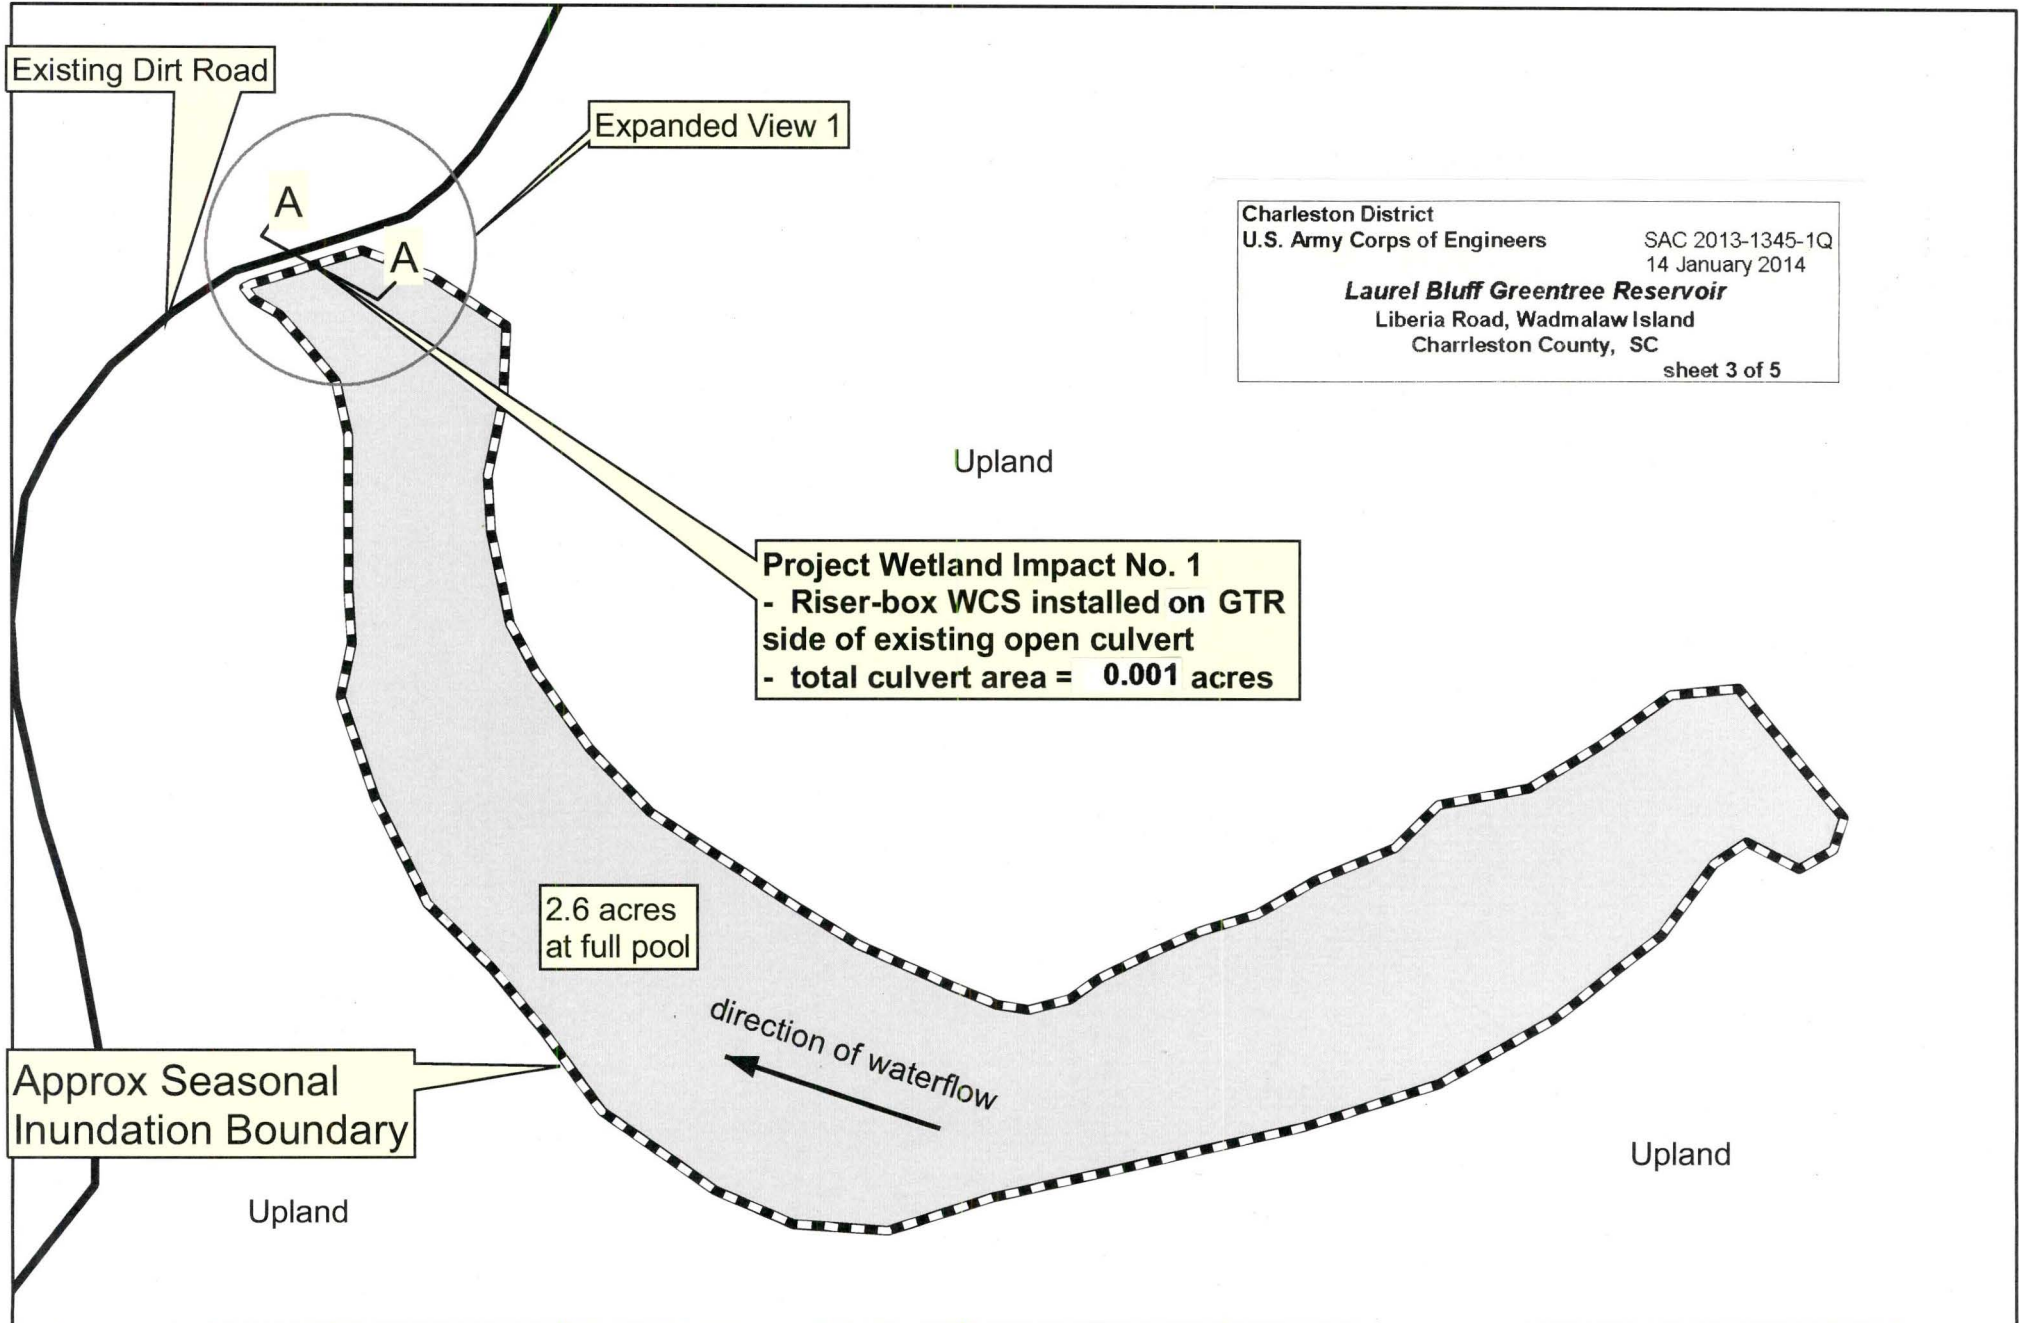 Existing Dirt Road
Expanded View 1
A
A
Charleston District
U.S. Army Corps of Engineers
SAC 2013-1345-1Q
14 January 2014
Laurel Bluff Greentree Reservoir
Liberia Road, Wadmalaw Island
Charrleston County, SC
sheet 3 of 5
Upland
Project Wetland Impact No. 1
- Riser-box WCS installed on GTR
side of existing open culvert
- total culvert area = 0.001 acres
2.6 acres
at full pool
direction of waterflow
Approx Seasonal
Inundation Boundary
Upland
Upland